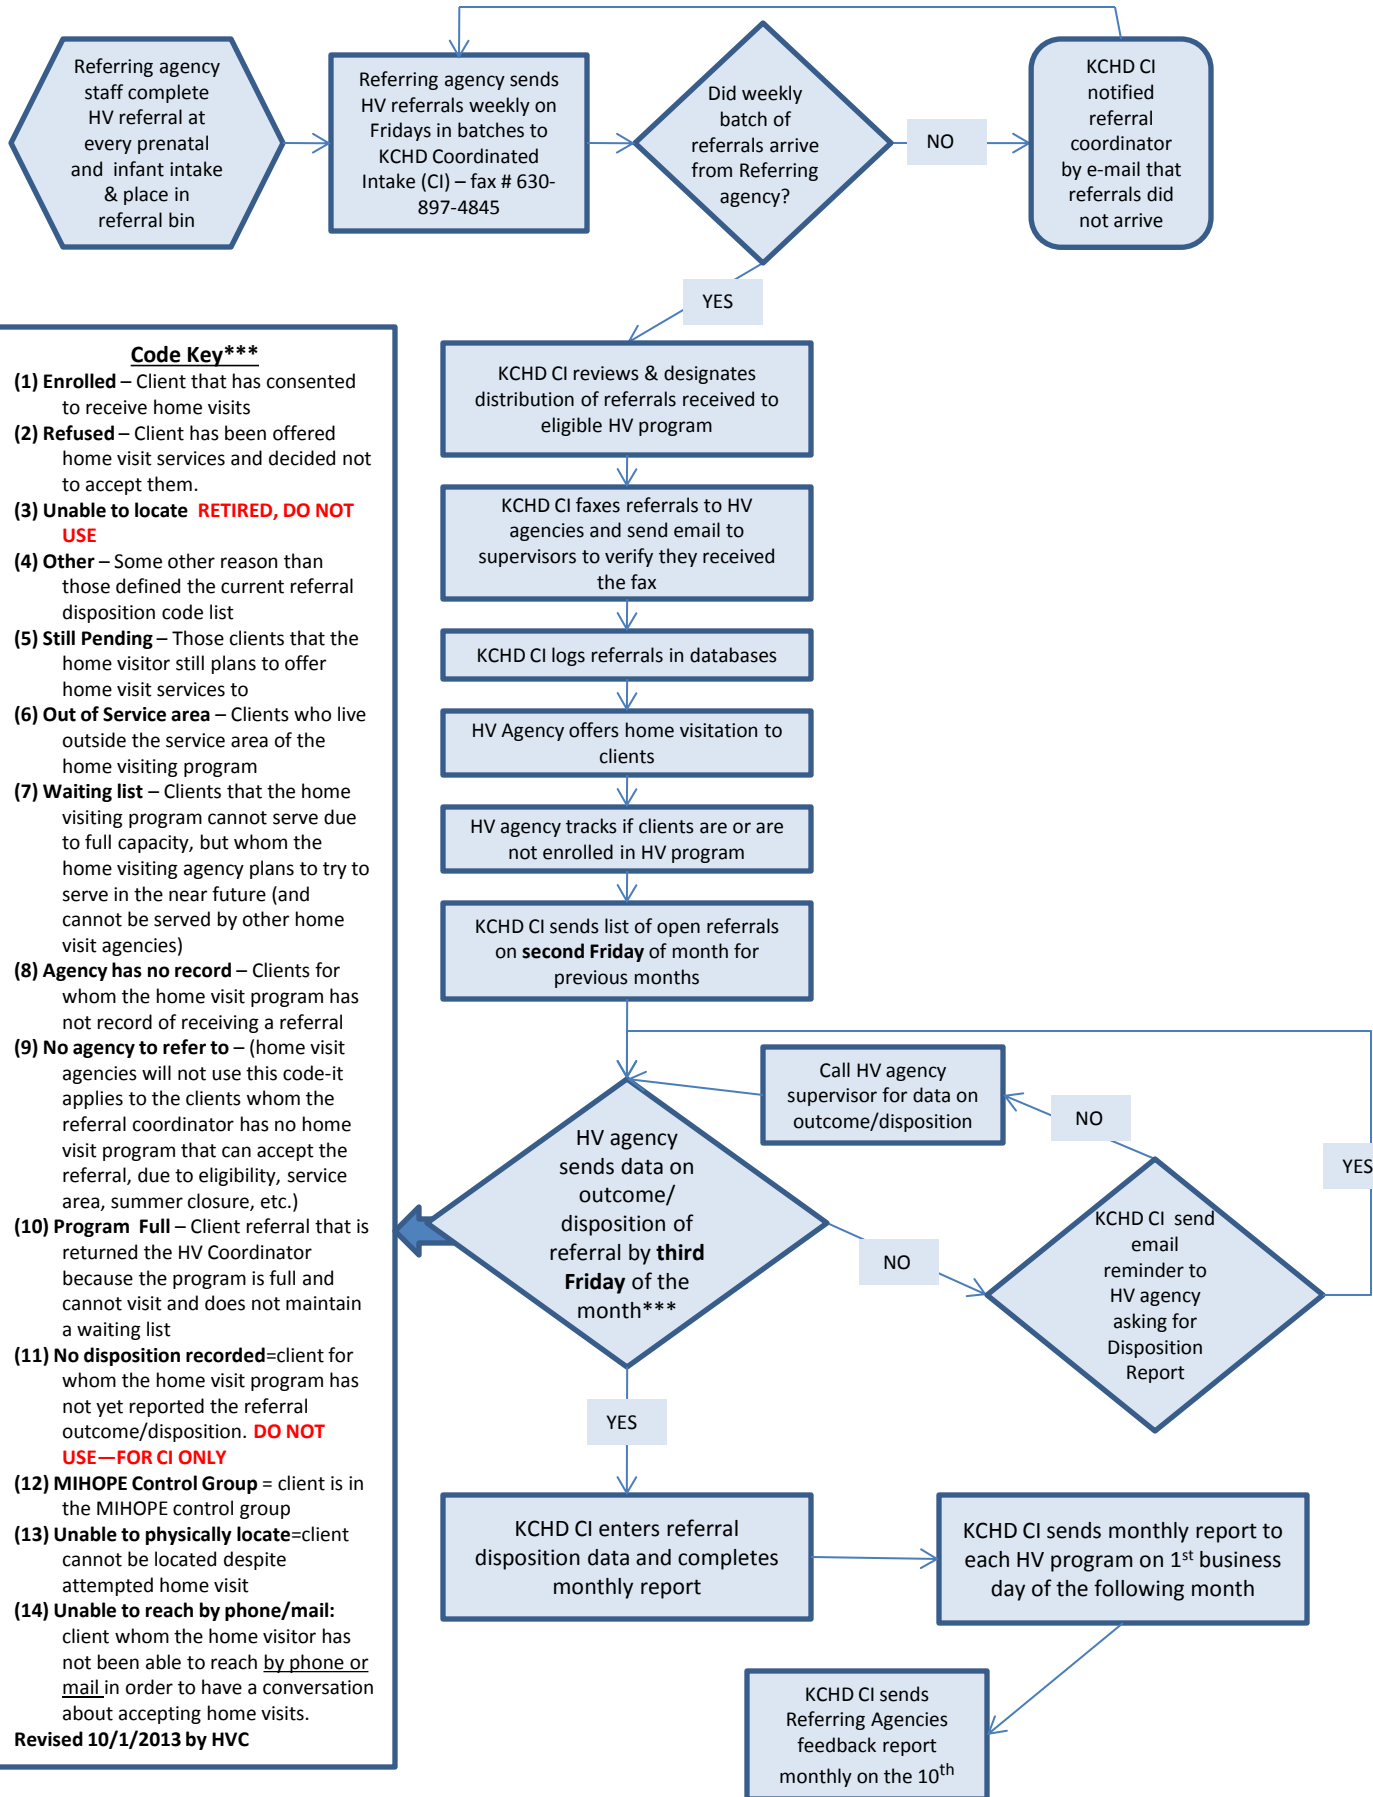 Referring agency
staff complete
HV referral at
every prenatal
and infant intake
& place in
referral bin
Referring agency sends
HV referrals weekly on
Fridays in batches to
KCHD Coordinated
Intake (CI) – fax # 630-
897-4845
Did weekly
batch of
referrals arrive
from Referring
agency?
NO
KCHD CI
notified
referral
coordinator
by e-mail that
referrals did
not arrive
YES
KCHD CI reviews & designates
distribution of referrals received to
eligible HV program
KCHD CI faxes referrals to HV
agencies and send email to
supervisors to verify they received
the fax
KCHD CI logs referrals in databases
HV Agency offers home visitation to
clients
HV agency tracks if clients are or are
not enrolled in HV program
KCHD CI sends list of open referrals
on second Friday of month for
previous months
Call HV agency
supervisor for data on
outcome/disposition
NO
YES
HV agency
sends data on
outcome/
disposition of
referral by third
Friday of the
month***
NO
KCHD CI send
email
reminder to
HV agency
asking for
Disposition
Report
YES
KCHD CI enters referral
disposition data and completes
monthly report
KCHD CI sends monthly report to
each HV program on 1st business
day of the following month
KCHD CI sends
Referring Agencies
feedback report
monthly on the 10th
Code Key***
(1) Enrolled – Client that has consented
to receive home visits
(2) Refused – Client has been offered
home visit services and decided not
to accept them.
(3) Unable to locate RETIRED, DO NOT
USE
(4) Other – Some other reason than
those defined the current referral
disposition code list
(5) Still Pending – Those clients that the
home visitor still plans to offer
home visit services to
(6) Out of Service area – Clients who live
outside the service area of the
home visiting program
(7) Waiting list – Clients that the home
visiting program cannot serve due
to full capacity, but whom the
home visiting agency plans to try to
serve in the near future (and
cannot be served by other home
visit agencies)
(8) Agency has no record – Clients for
whom the home visit program has
not record of receiving a referral
(9) No agency to refer to – (home visit
agencies will not use this code-it
applies to the clients whom the
referral coordinator has no home
visit program that can accept the
referral, due to eligibility, service
area, summer closure, etc.)
(10) Program Full – Client referral that is
returned the HV Coordinator
because the program is full and
cannot visit and does not maintain
a waiting list
(11) No disposition recorded=client for
whom the home visit program has
not yet reported the referral
outcome/disposition. DO NOT
USE—FOR CI ONLY
(12) MIHOPE Control Group = client is in
the MIHOPE control group
(13) Unable to physically locate=client
cannot be located despite
attempted home visit
(14) Unable to reach by phone/mail:
client whom the home visitor has
not been able to reach by phone or
mail in order to have a conversation
about accepting home visits.
Revised 10/1/2013 by HVC